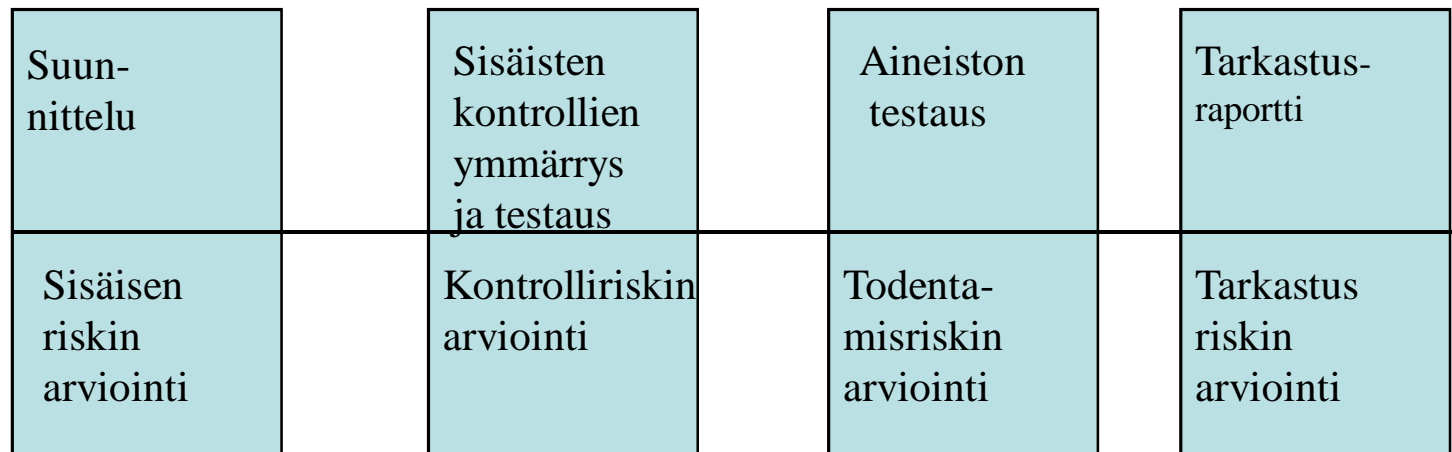 Suun-
nittelu
Sisäisten
kontrollien
ymmärrys
ja testaus
Aineiston
testaus
Tarkastus-
raportti
Sisäisen
riskin
arviointi
Kontrolliriskin
arviointi
Todenta-
misriskin
arviointi
Tarkastus
riskin
arviointi